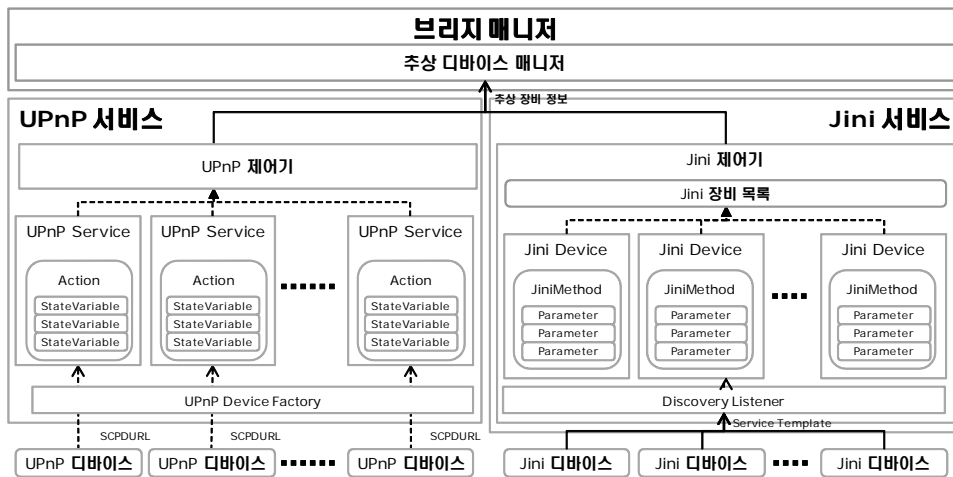 브리지 매니저
추상 디바이스 매니저
추상 장비 정보
UPnP 서비스
UPnP 제어기
UPnP Service
Action
StateVariable
StateVariable
StateVariable
UPnP Service
Action
StateVariable
StateVariable
StateVariable
UPnP Service
Action
StateVariable
StateVariable
StateVariable
UPnP Device Factory
SCPDURL
SCPDURL
SCPDURL
UPnP 디바이스
UPnP 디바이스
UPnP 디바이스
Jini 서비스
Jini 제어기
Jini 장비 목록
Jini Device
JiniMethod
Parameter
Parameter
Parameter
Jini Device
JiniMethod
Parameter
Parameter
Parameter
Jini Device
JiniMethod
Parameter
Parameter
Parameter
Discovery Listener
Service Template
Jini 디바이스
Jini 디바이스
Jini 디바이스